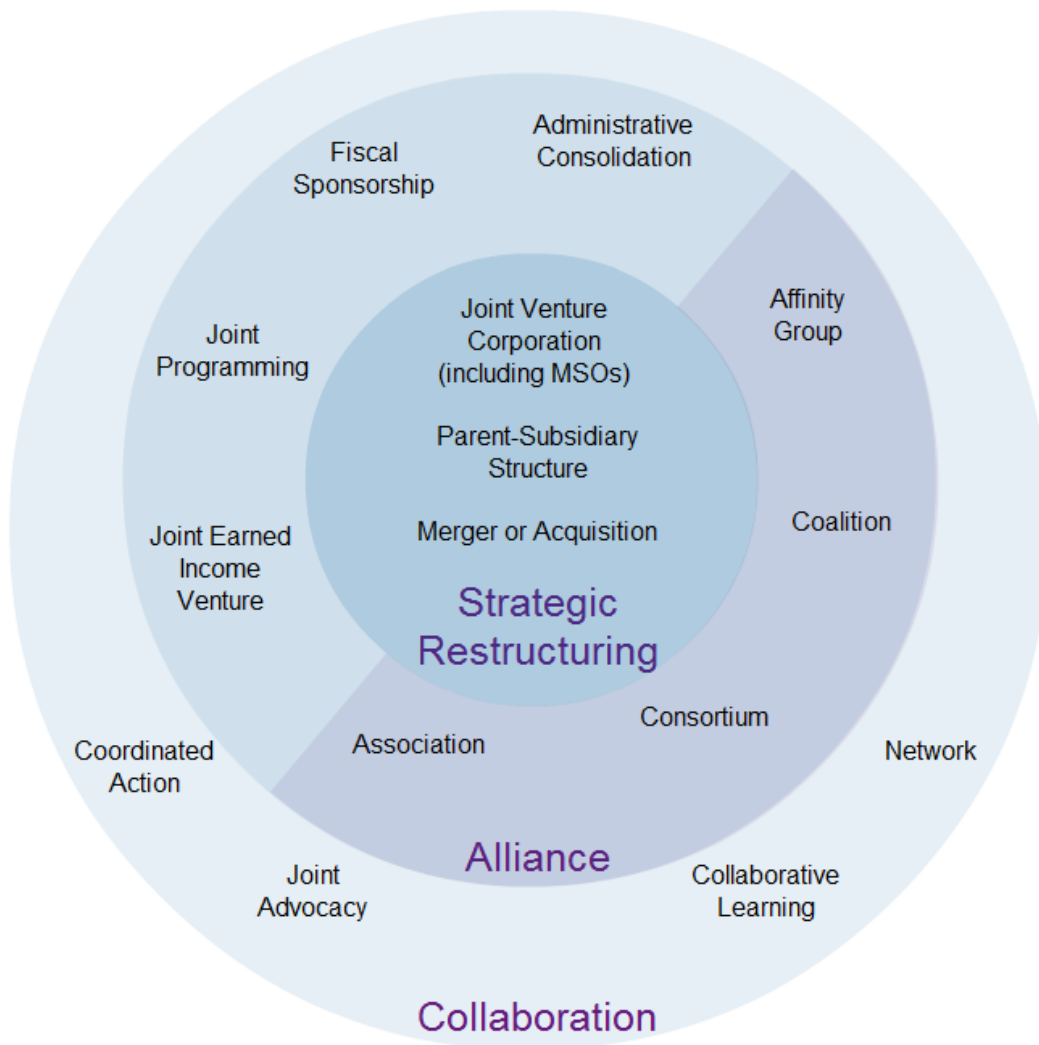 Administrative
Consolidation
Fiscal
Sponsorship
Affinity
Group
Joint Venture
Corporation
(including MSOs)
Joint
Programming
Parent-Subsidiary
Structure
Coalition
Merger or Acquisition
Joint Earned
Income
Venture
Strategic
Restructuring
Consortium
Association
Coordinated
Action
Network
Alliance
Joint
Advocacy
Collaborative
Learning
Collaboration